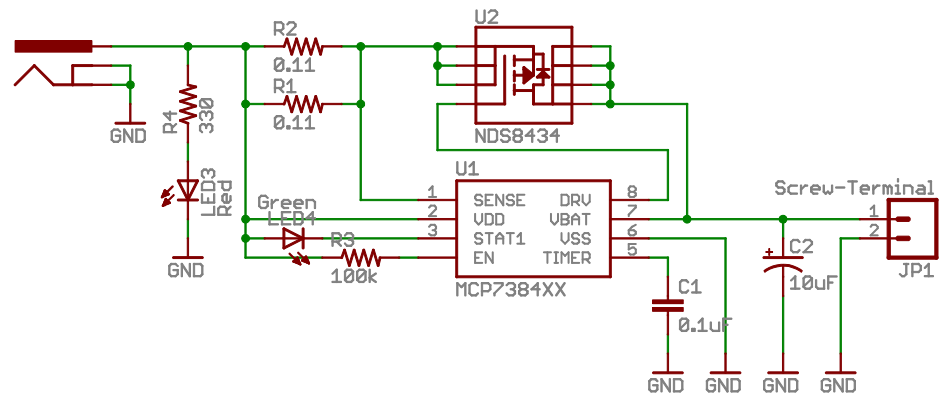 R2
0.11
R1
0.11
U2
NDS8434
R4
330
GND
LED3
Red
GND
Green
LED4
R3
100k
U1
1 SENSE DRV 8
2 VDD VBAT 7
3 STAT1 VSS 6
EN TIMER 5
MCP7384XX
C1
0.1uF
GND
GND
C2
10uF
GND
GND
Screw-Terminal
1
2
JP1